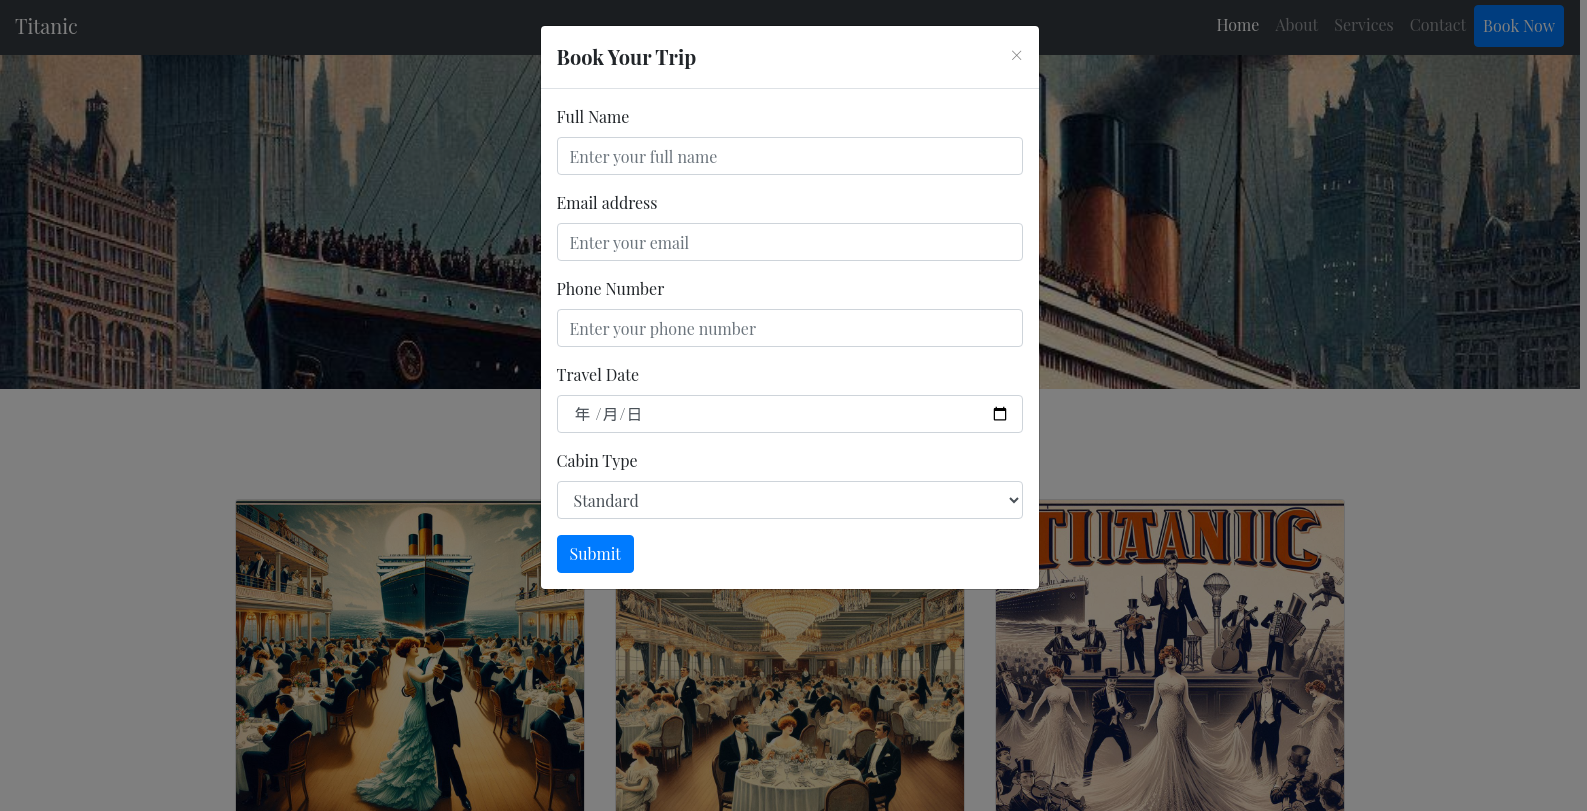 Titanic
Home About Services Contact Book Now
Book Your Trip
×
Full Name
Enter your full name
Email address
Enter your email
Phone Number
Enter your phone number
Travel Date
年 /月/日
Cabin Type
Standard
Submit
TITAANIIC